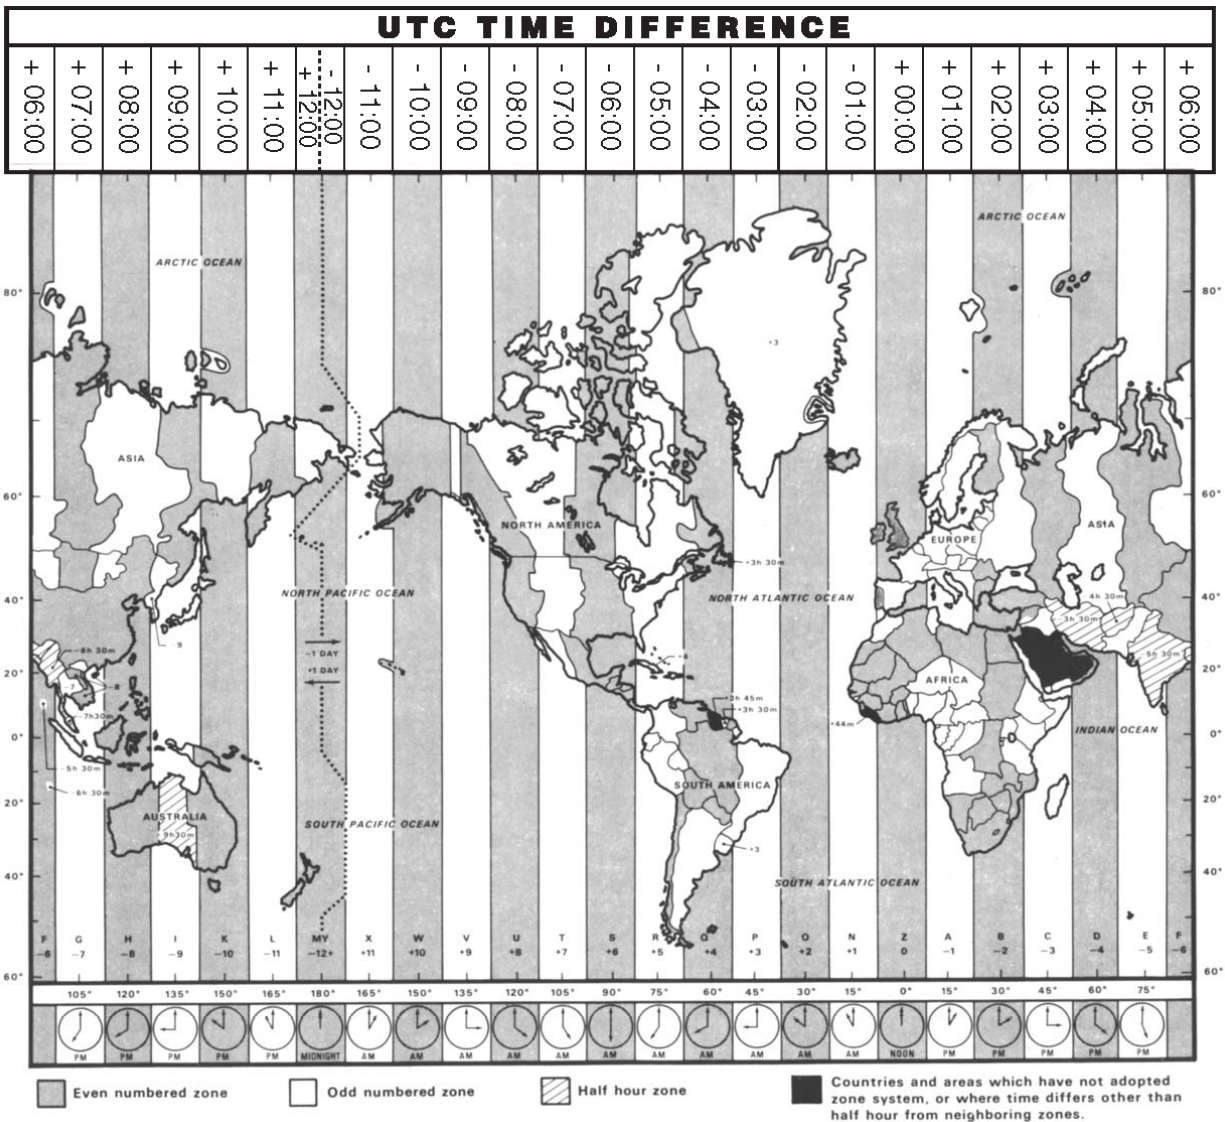 UTC TIME DIFFERENCE
+ 06:00 + 07:00 + 08:00 + 09:00 + 10:00 + 11:00 + 12:00 - 12:00 - 11:00 - 10:00 - 09:00 - 08:00 - 07:00 - 06:00 - 05:00 - 04:00 - 03:00 - 02:00 - 01:00 + 00:00 + 01:00 + 02:00 + 03:00 + 04:00 + 05:00 + 06:00
ARCTIC OCEAN
ARCTIC OCEAN
80° 80°
+3
ASIA
60° 60°
NORTH AMERICA
ASIA
EUROPE
+3h 30m
NORTH PACIFIC OCEAN
NORTH ATLANTIC OCEAN
40° 40°
4h 30m
-3h 30m
-9
-6h 30m
-1 DAY
+4
-5h 30m
+1 DAY
20° 20°
AFRICA
-7 -8
+3h 45m
+3h 30m
-7h30m
+44m
INDIAN OCEAN
0° 0°
-5h 30m
-6h 30m
SOUTH AMERICA
20° 20°
AUSTRALIA
SOUTH PACIFIC OCEAN
9h30m
+3
40° 40°
SOUTH ATLANTIC OCEAN
F G H I K L MY X W V U T S R Q P O N Z A B C D E F
-6 -7 -8 -9 -10 -11 -12+ +11 +10 +9 +8 +7 +6 +5 +4 +3 +2 +1 0 -1 -2 -3 -4 -5 -6
60° 60°
105° 120° 135° 150° 165° 180° 165° 150° 135° 120° 105° 90° 75° 60° 45° 30° 15° 0° 15° 30° 45° 60° 75°
PM PM PM PM PM MIDNIGHT AM AM AM AM AM AM AM AM AM AM AM NOON PM PM PM PM PM
Even numbered zone
Odd numbered zone
Half hour zone
Countries and areas which have not adopted
zone system, or where time differs other than
half hour from neighboring zones.